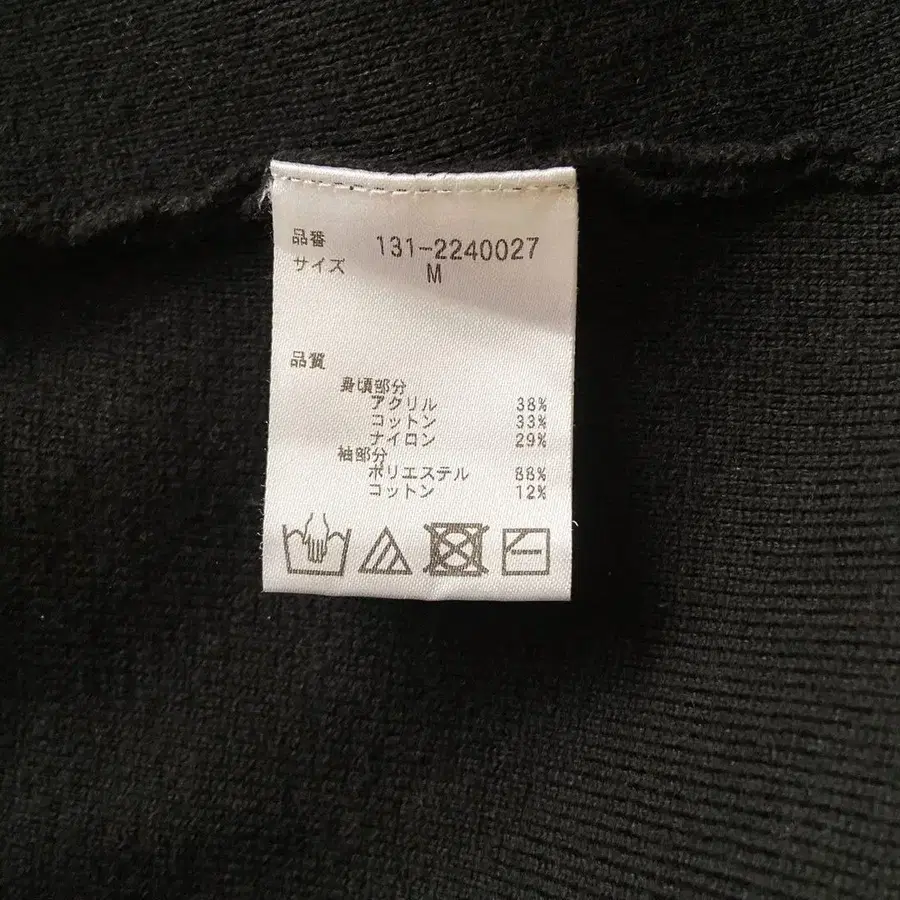 品番 131-2240027
サイズ M
品質
身頃部分
アクリル 38%
コットン 33%
ナイロン 29%
袖部分
ポリエステル 88%
コットン 12%